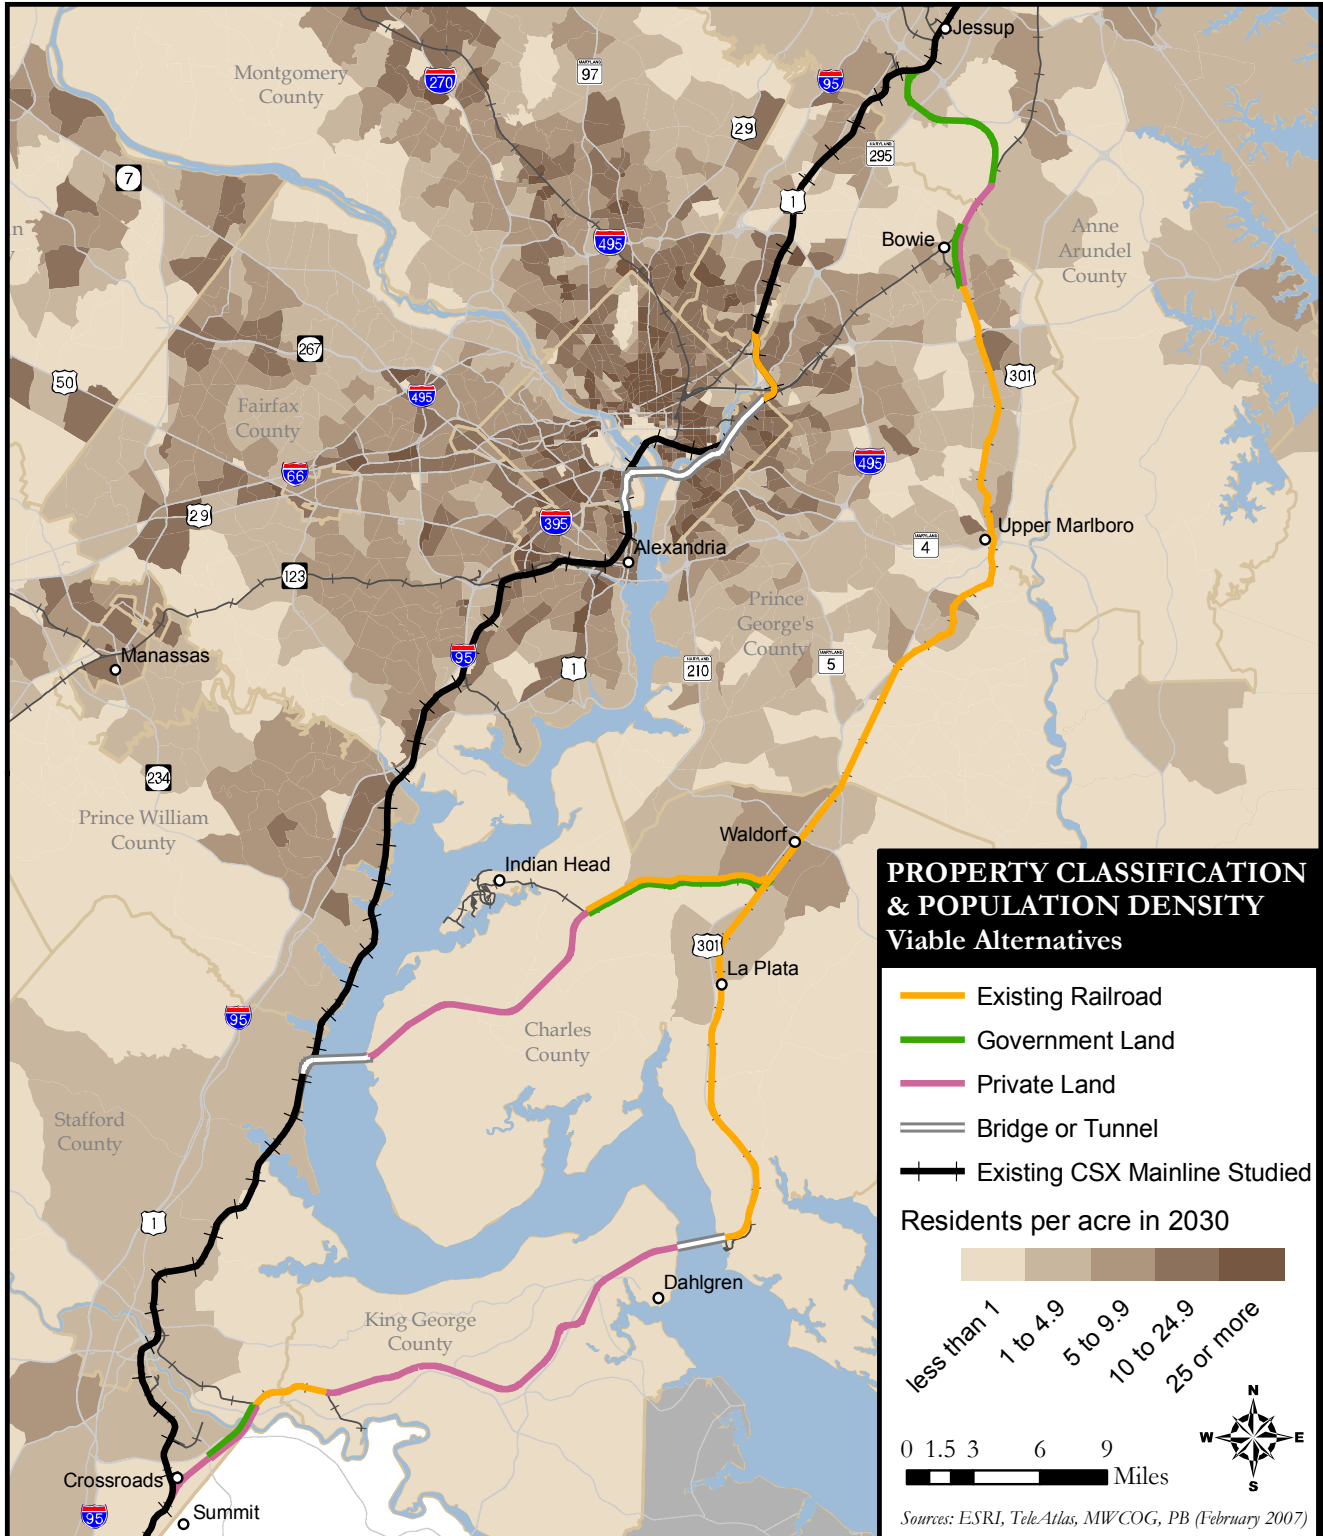 Jessup
Montgomery
County
270
MARYLAND
97
95
29
MARYLAND
295
7
1
495
Bowie
Anne
Arundel
County
n
y
267
50
495
301
Fairfax
County
66
495
29
395
Alexandria
Upper Marlboro
MARYLAND
4
123
Prince
George's
County
Manassas
95
1
MARYLAND
210
MARYLAND
5
234
Prince William
County
Waldorf
Indian Head
301
La Plata
95
Charles
County
Stafford
County
1
Dahlgren
King George
County
Crossroads
95
Summit
PROPERTY CLASSIFICATION
& POPULATION DENSITY
Viable Alternatives
Existing Railroad
Government Land
Private Land
Bridge or Tunnel
Existing CSX Mainline Studied
Residents per acre in 2030
less than 1
1 to 4.9
5 to 9.9
10 to 24.9
25 or more
N
W E
S
0 1.5 3 6 9
Miles
Sources: ESRI, TeleAtlas, MWCOG, PB (February 2007)